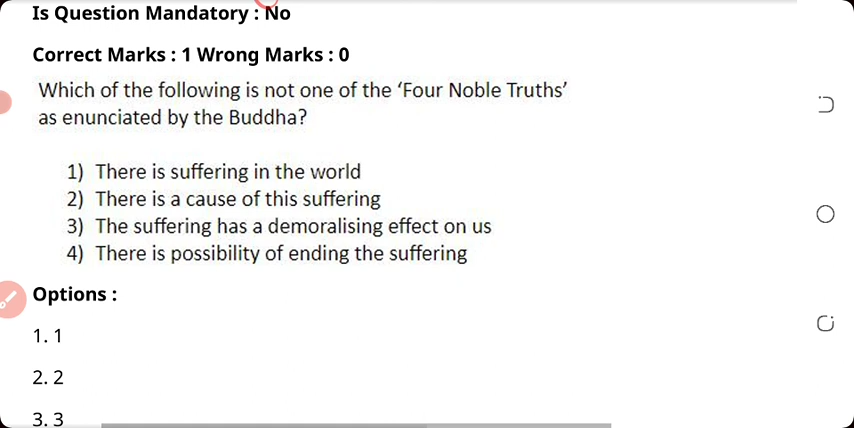 Is Question Mandatory : No
Correct Marks : 1 Wrong Marks : 0
Which of the following is not one of the ‘Four Noble Truths’
as enunciated by the Buddha?
1) There is suffering in the world
2) There is a cause of this suffering
3) The suffering has a demoralising effect on us
4) There is possibility of ending the suffering
Options :
1. 1
2. 2
3. 3